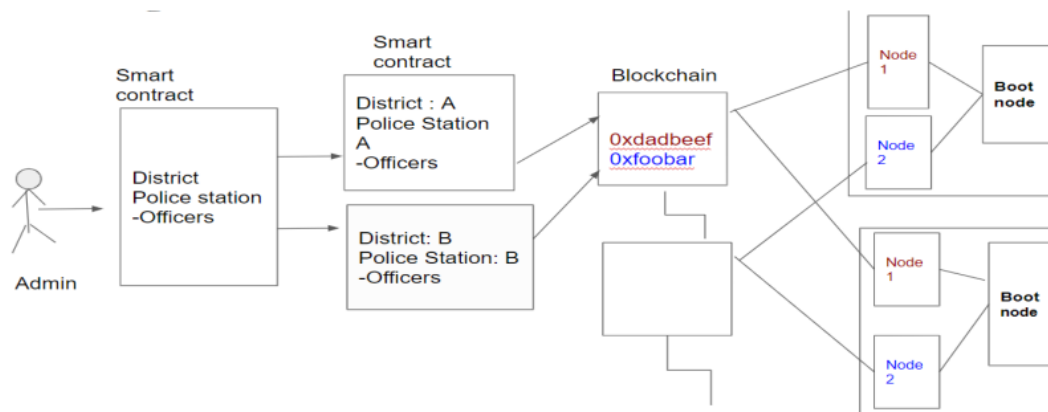 Admin
Smart
contract
District
Police station
-Officers
Smart
contract
District : A
Police Station
A
-Officers
District: B
Police Station: B
-Officers
Blockchain
0xdadbeef
0xfoobar
Node
1
Node
2
Boot
node
Node
1
Node
2
Boot
node